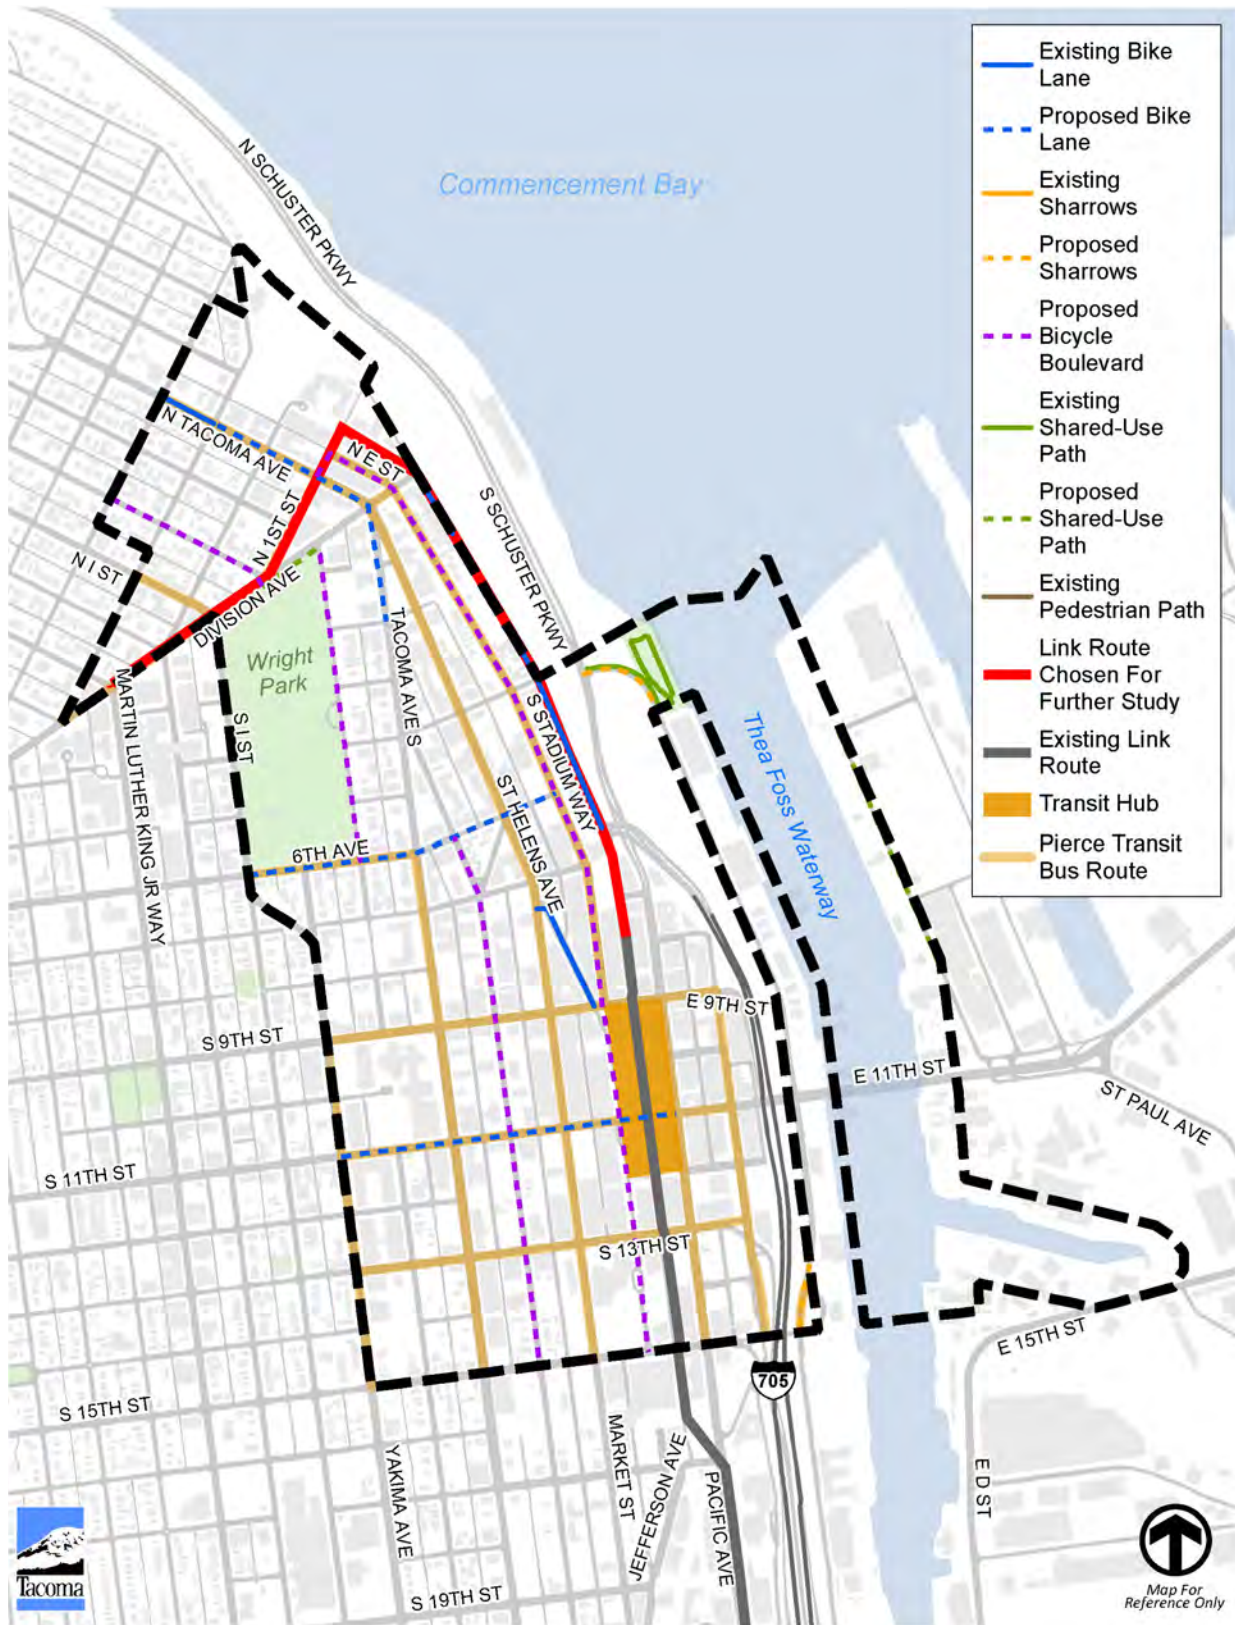 Existing Bike
Lane
Proposed Bike
Lane
Existing
Sharrows
Proposed
Sharrows
Proposed
Bicycle
Boulevard
Existing
Shared-Use
Path
Proposed
Shared-Use
Path
Existing
Pedestrian Path
Link Route
Chosen For
Further Study
Existing Link
Route
Transit Hub
Pierce Transit
Bus Route
N SCHUSTER PKWY
Commencement Bay
N TACOMA AVE
N E ST
N 1ST ST
S SCHUSTER PKWY
N I ST
DIVISION AVE
Wright
Park
TACOMA AVE S
MARTIN LUTHER KING JR WAY
S I ST
S STADIUM WAY
Thea Foss Waterway
ST HELENS AVE
6TH AVE
E 9TH ST
S 9TH ST
E 11TH ST
ST PAUL AVE
S 11TH ST
S 13TH ST
E 15TH ST
705
S 15TH ST
YAKIMA AVE
MARKET ST
JEFFERSON AVE
PACIFIC AVE
E D ST
S 19TH ST
Tacoma
Map For
Reference Only